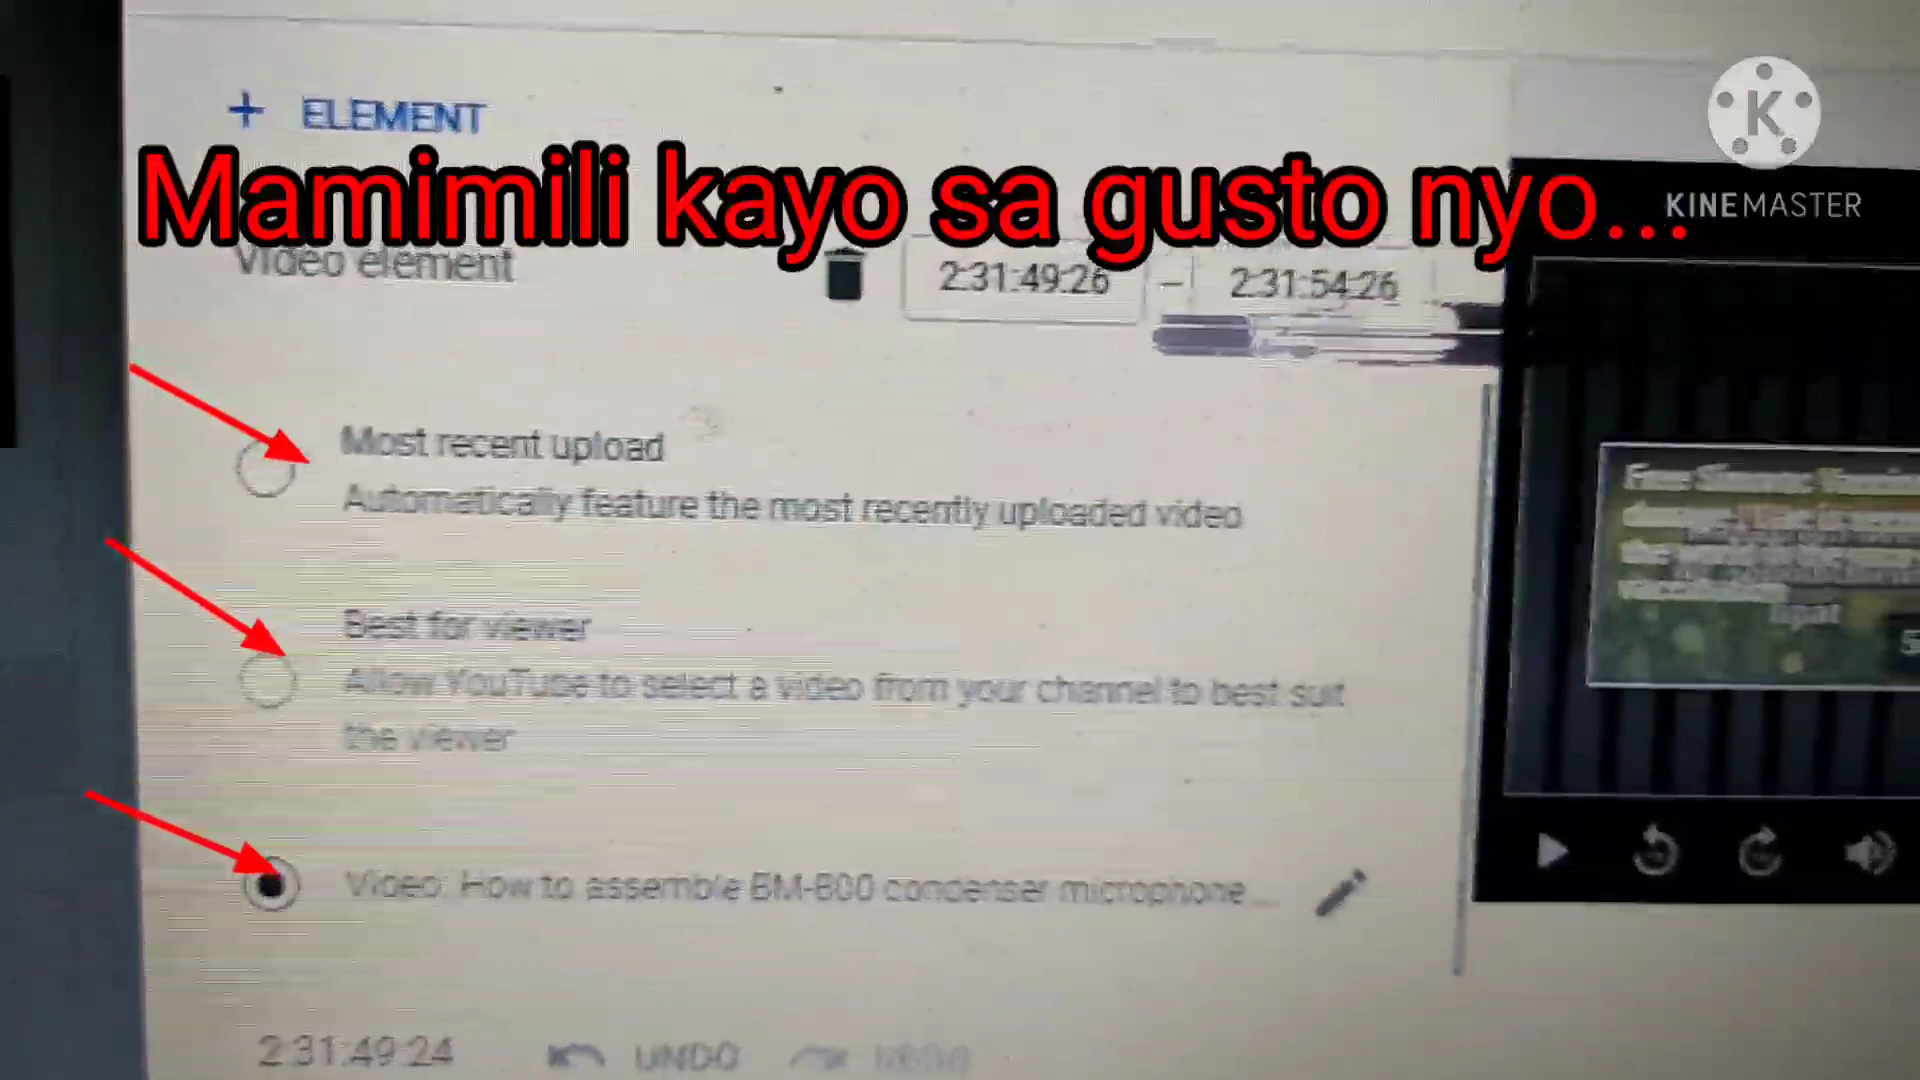 + ELEMENT
Mamimili kayo sa gusto nyo...
K
KINEMASTER
Video element
2:31:49:26 – 2:31:54:26
Most recent upload
Automatically feature the most recently uploaded video
Best for viewer
Allow YouTube to select a video from your channel to best suit
the viewer
Video: How to assemble BM-800 condenser microphone ...
2:31:49:24 UNDO REDO